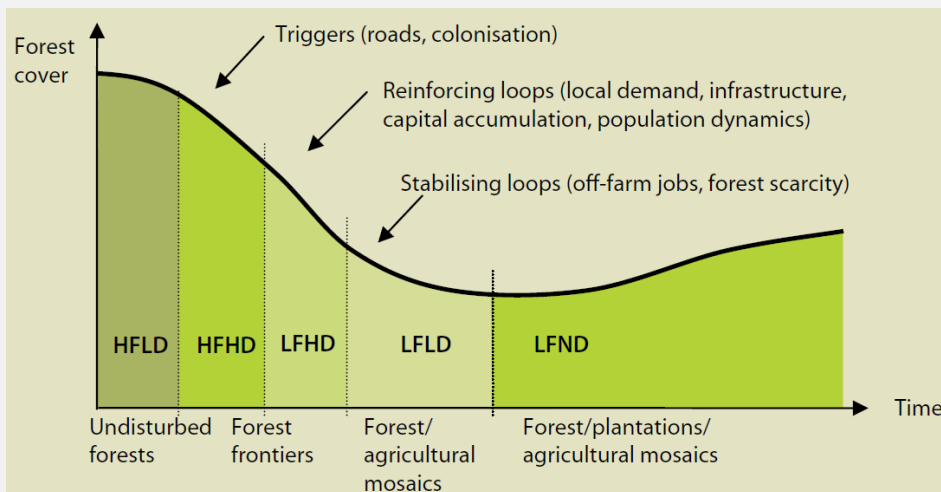 Forest
cover
Triggers (roads, colonisation)
Reinforcing loops (local demand, infrastructure,
capital accumulation, population dynamics)
Stabilising loops (off-farm jobs, forest scarcity)
HFLD
HFHD
LFHD
LFLD
LFND
Time
Undisturbed
forests
Forest
frontiers
Forest/
agricultural
mosaics
Forest/plantations/
agricultural mosaics